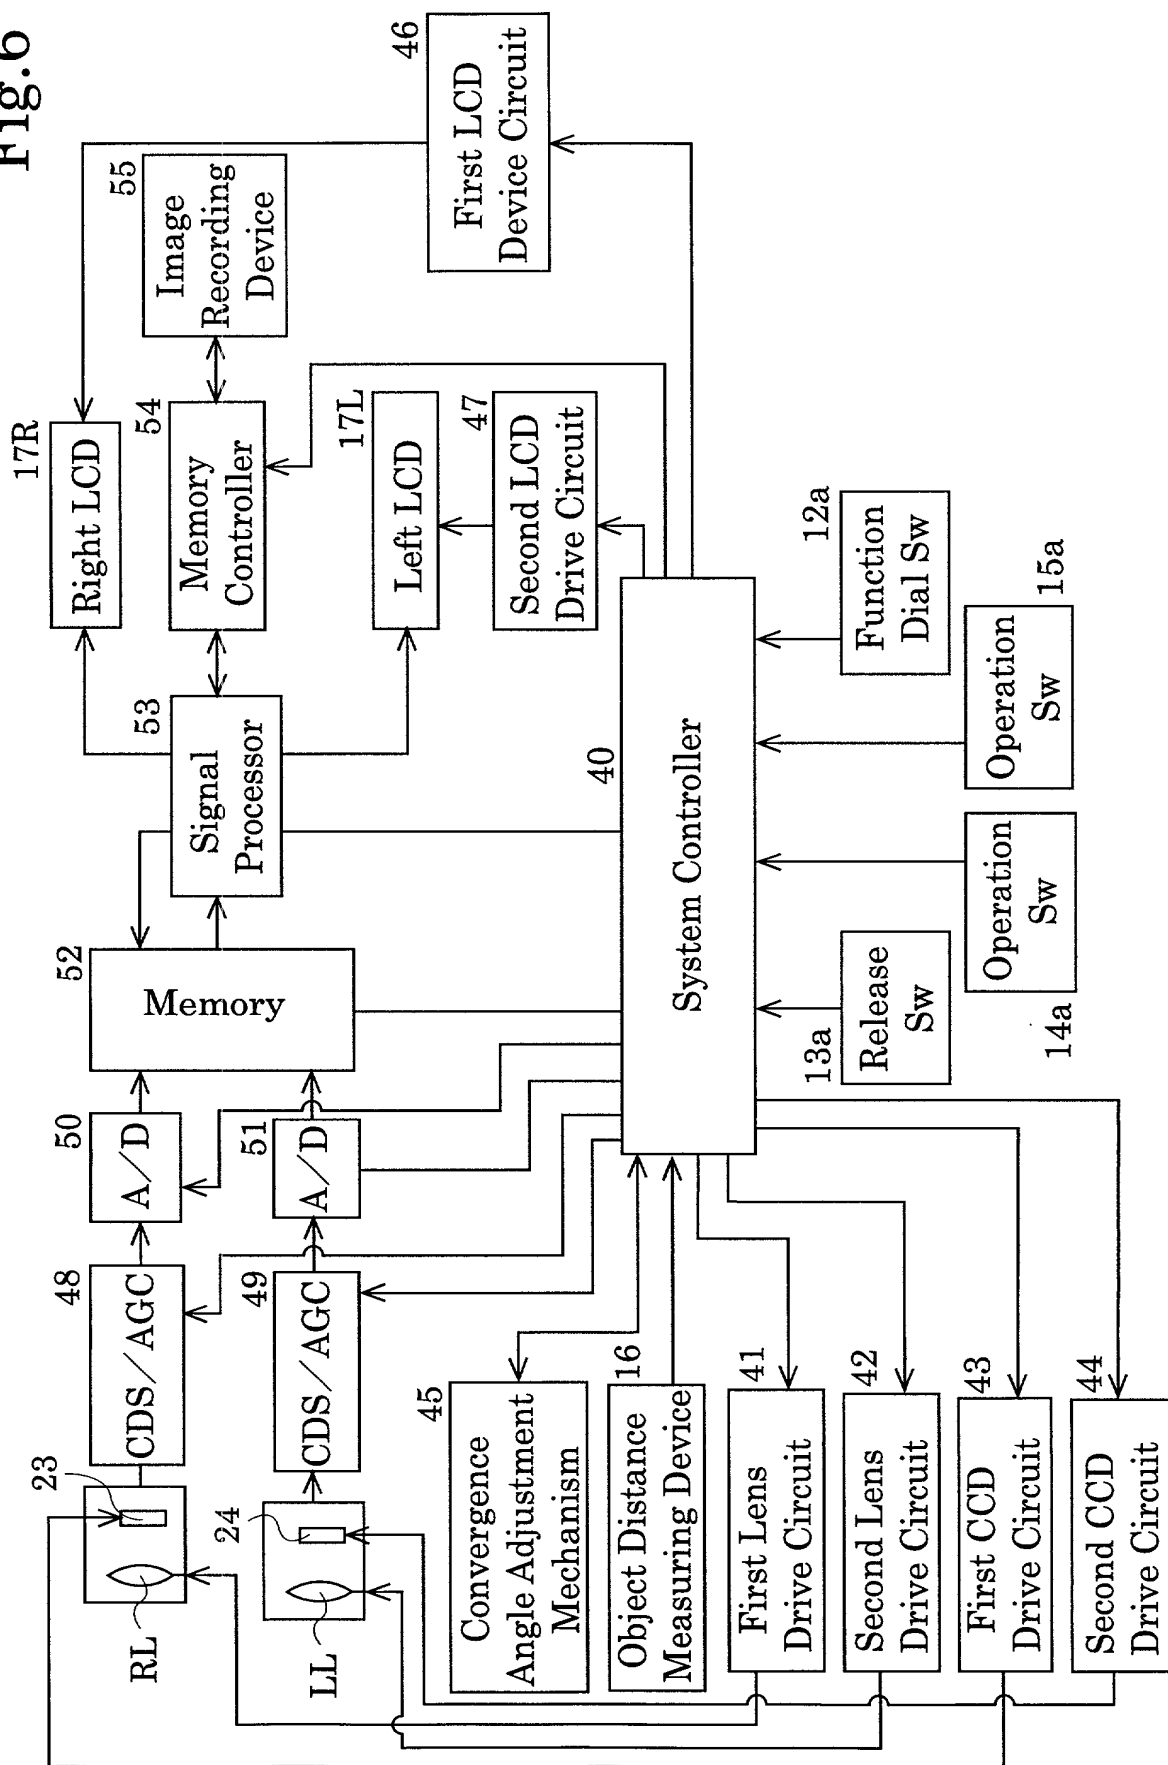 Fig.6
23
RL
48
CDS/AGC
50
A/D
52
Memory
53
Signal
Processor
17R
Right LCD
54
Memory
Controller
55
Image
Recording
Device
46
First LCD
Device Circuit
24
LL
49
CDS/AGC
51
A/D
17L
Left LCD
47
Second LCD
Drive Circuit
40
System Controller
45
Convergence
Angle Adjustment
Mechanism
16
Object Distance
Measuring Device
41
First Lens
Drive Circuit
42
Second Lens
Drive Circuit
43
First CCD
Drive Circuit
44
Second CCD
Drive Circuit
13a
Release
Sw
14a
Operation
Sw
12a
Function
Dial Sw
15a
Operation
Sw